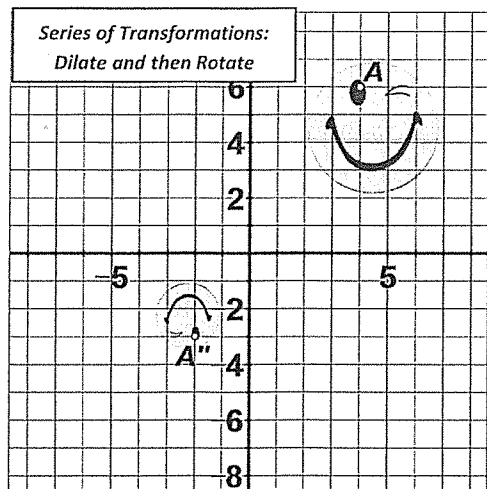 Series of Transformations:
Dilate and then Rotate
A
6
4
2
-5
5
2
A"
4
6
8